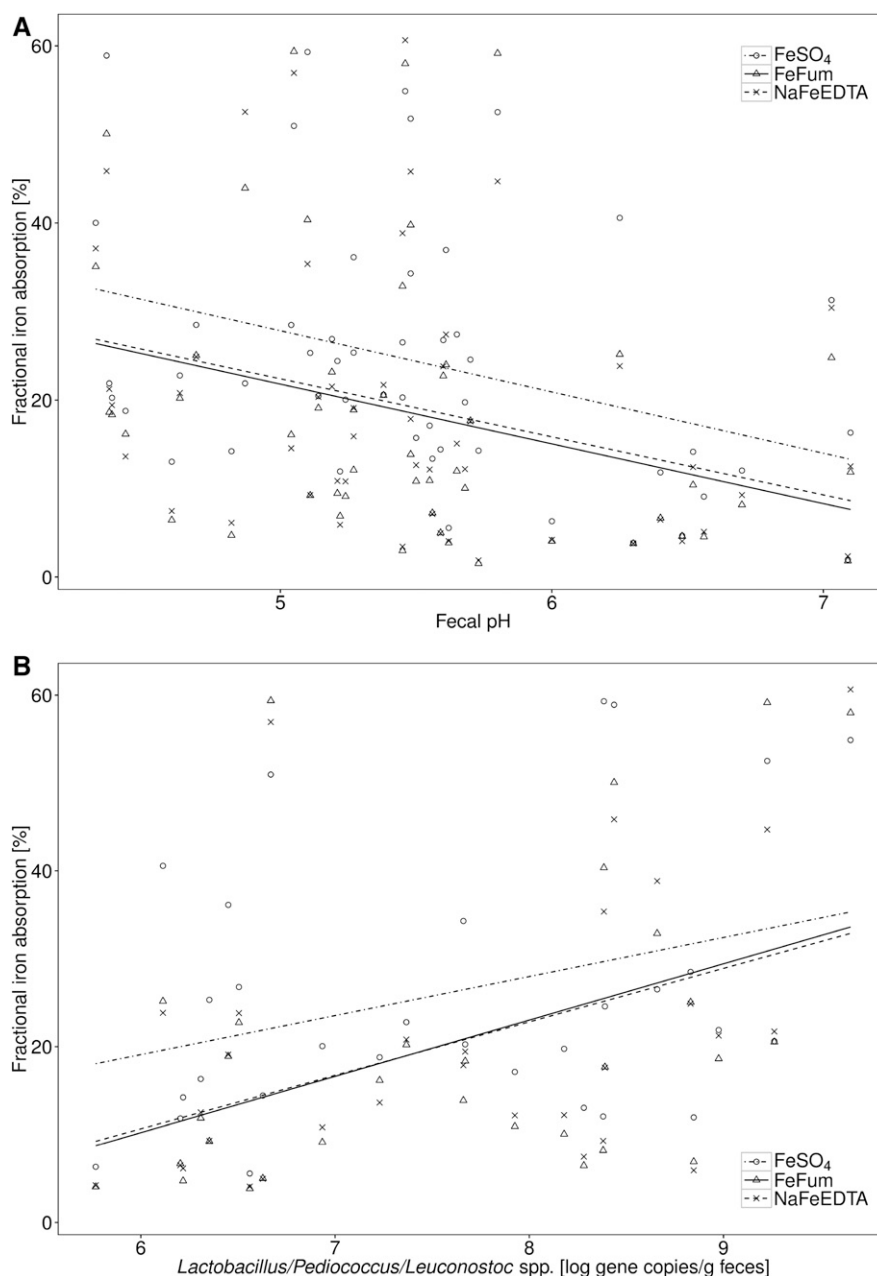 A
60
40
20
0
Fractional iron absorption [%]
FeSO₄
FeFum
NaFeEDTA
5
6
7
Fecal pH
B
60
40
20
0
Fractional iron absorption [%]
FeSO₄
FeFum
NaFeEDTA
6
7
8
9
Lactobacillus/Pediococcus/Leuconostoc spp. [log gene copies/g feces]